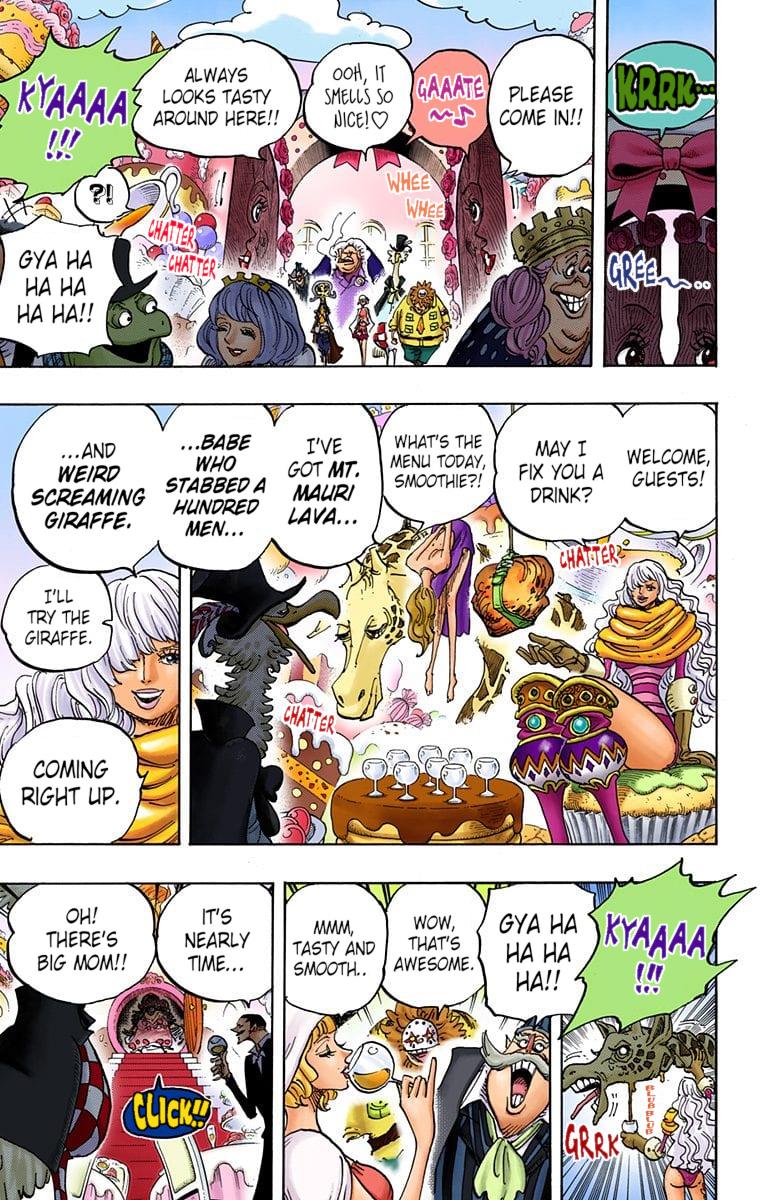 KRRK...
GREE~..
PLEASE
COME IN!!
GAAATE
~♪
OOH, IT
SMELLS SO
NICE!♡
ALWAYS
LOOKS TASTY
AROUND HERE!!
KYAAAA
!!!
WHEE
WHEE
?!
CHATTER
CHATTER
GYA HA
HA HA
HA HA!!
WELCOME,
GUESTS!
MAY I
FIX YOU A
DRINK?
WHAT'S THE
MENU TODAY,
SMOOTHIE?!
I'VE
GOT MT.
MAURI
LAVA...
...BABE
WHO
STABBED A
HUNDRED
MEN...
...AND
WEIRD
SCREAMING
GIRAFFE.
CHATTER
CHATTER
I'LL
TRY THE
GIRAFFE.
COMING
RIGHT UP.
KYAAAA
!!!
BLUBBLUB
GRRK
GYA HA
HA HA
HA!!
WOW,
THAT'S
AWESOME.
MMM,
TASTY AND
SMOOTH..
IT'S
NEARLY
TIME...
OH!
THERE'S
BIG MOM!!
CLICK!!